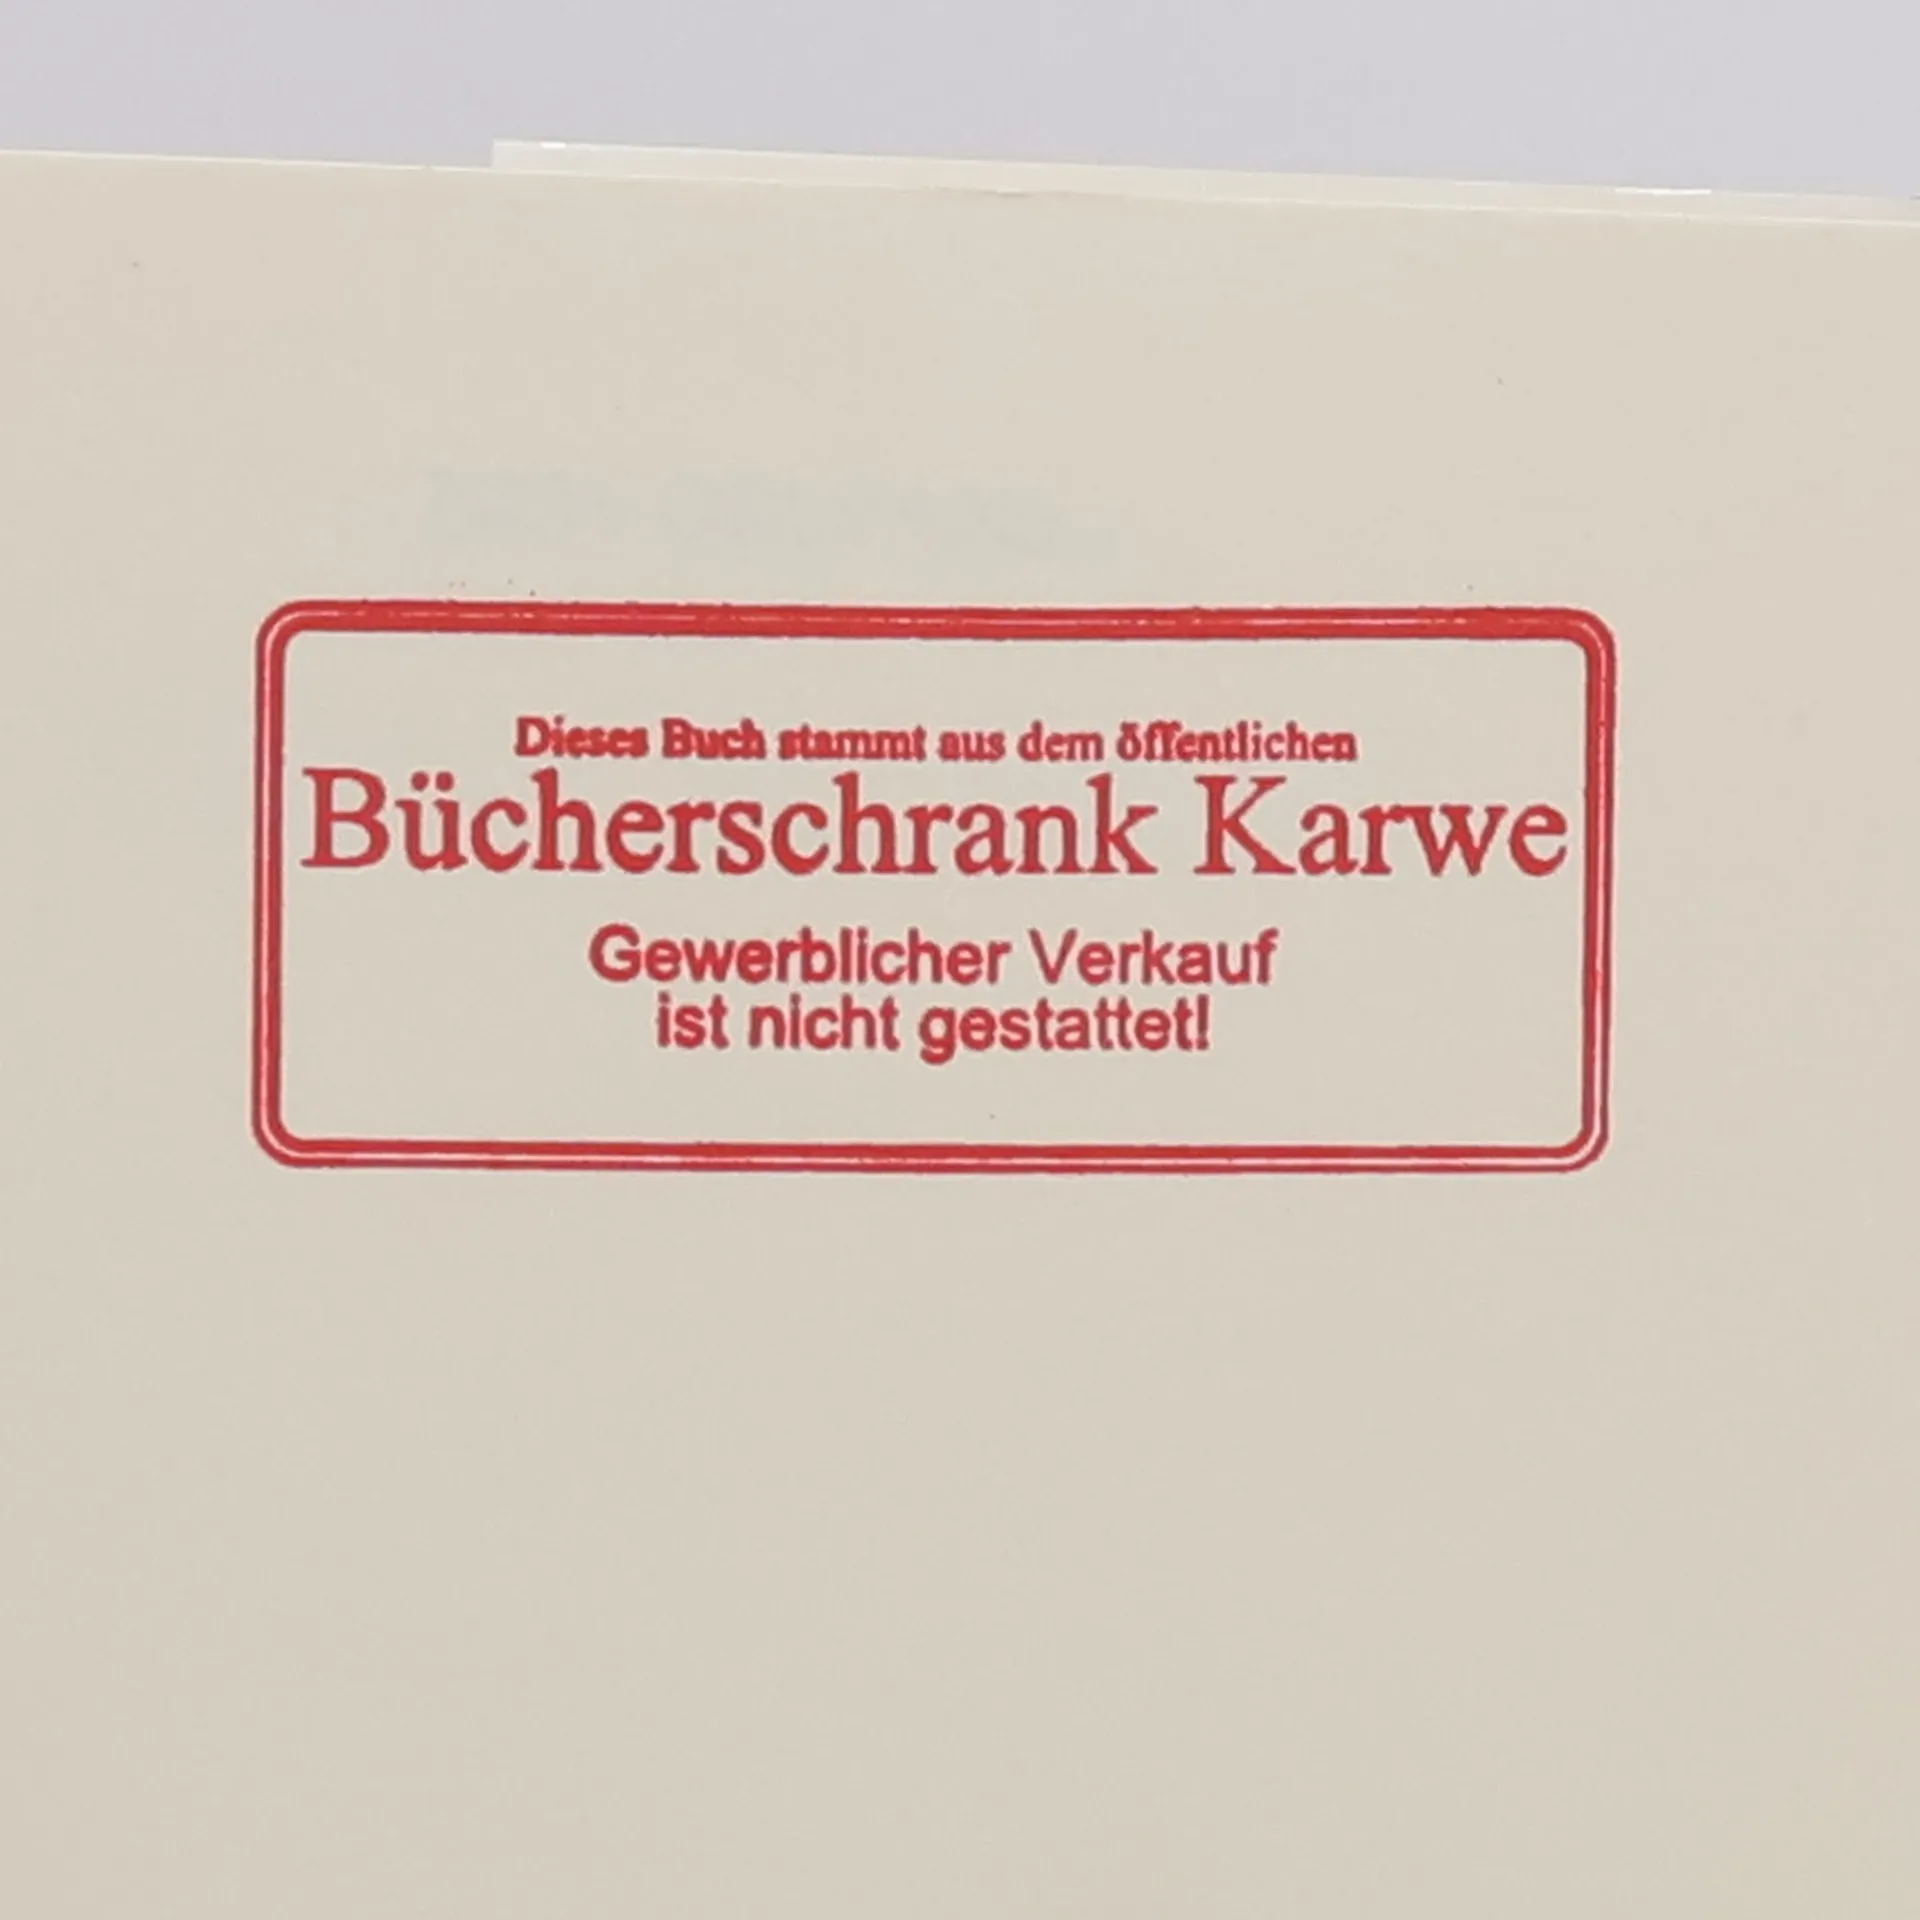 Dieses Buch stammt aus dem öffentlichen
Bücherschrank Karwe
Gewerblicher Verkauf
ist nicht gestattet!